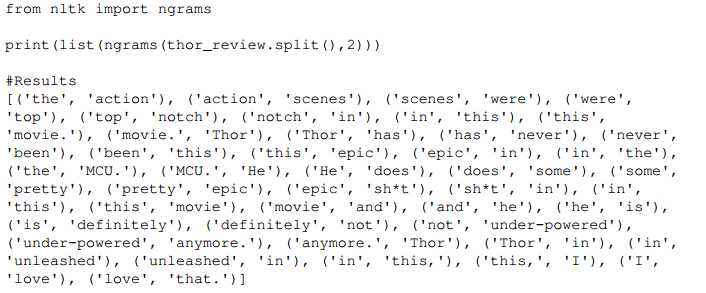 from nltk import ngrams
print(list(ngrams(thor_review.split(),2)))
#Results
[('the', 'action'), ('action', 'scenes'), ('scenes', 'were'), ('were',
'top'), ('top', 'notch'), ('notch', 'in'), ('in', 'this'), ('this',
'movie.'), ('movie.', 'Thor'), ('Thor', 'has'), ('has', 'never'), ('never',
'been'), ('been', 'this'), ('this', 'epic'), ('epic', 'in'), ('in', 'the'),
('the', 'MCU.'), ('MCU.', 'He'), ('He', 'does'), ('does', 'some'), ('some',
'pretty'), ('pretty', 'epic'), ('epic', 'sh*t'), ('sh*t', 'in'), ('in',
'this'), ('this', 'movie'), ('movie', 'and'), ('and', 'he'), ('he', 'is'),
('is', 'definitely'), ('definitely', 'not'), ('not', 'under-powered'),
('under-powered', 'anymore.'), ('anymore.', 'Thor'), ('Thor', 'in'), ('in',
'unleashed'), ('unleashed', 'in'), ('in', 'this,'), ('this,', 'I'), ('I',
'love'), ('love', 'that.')]